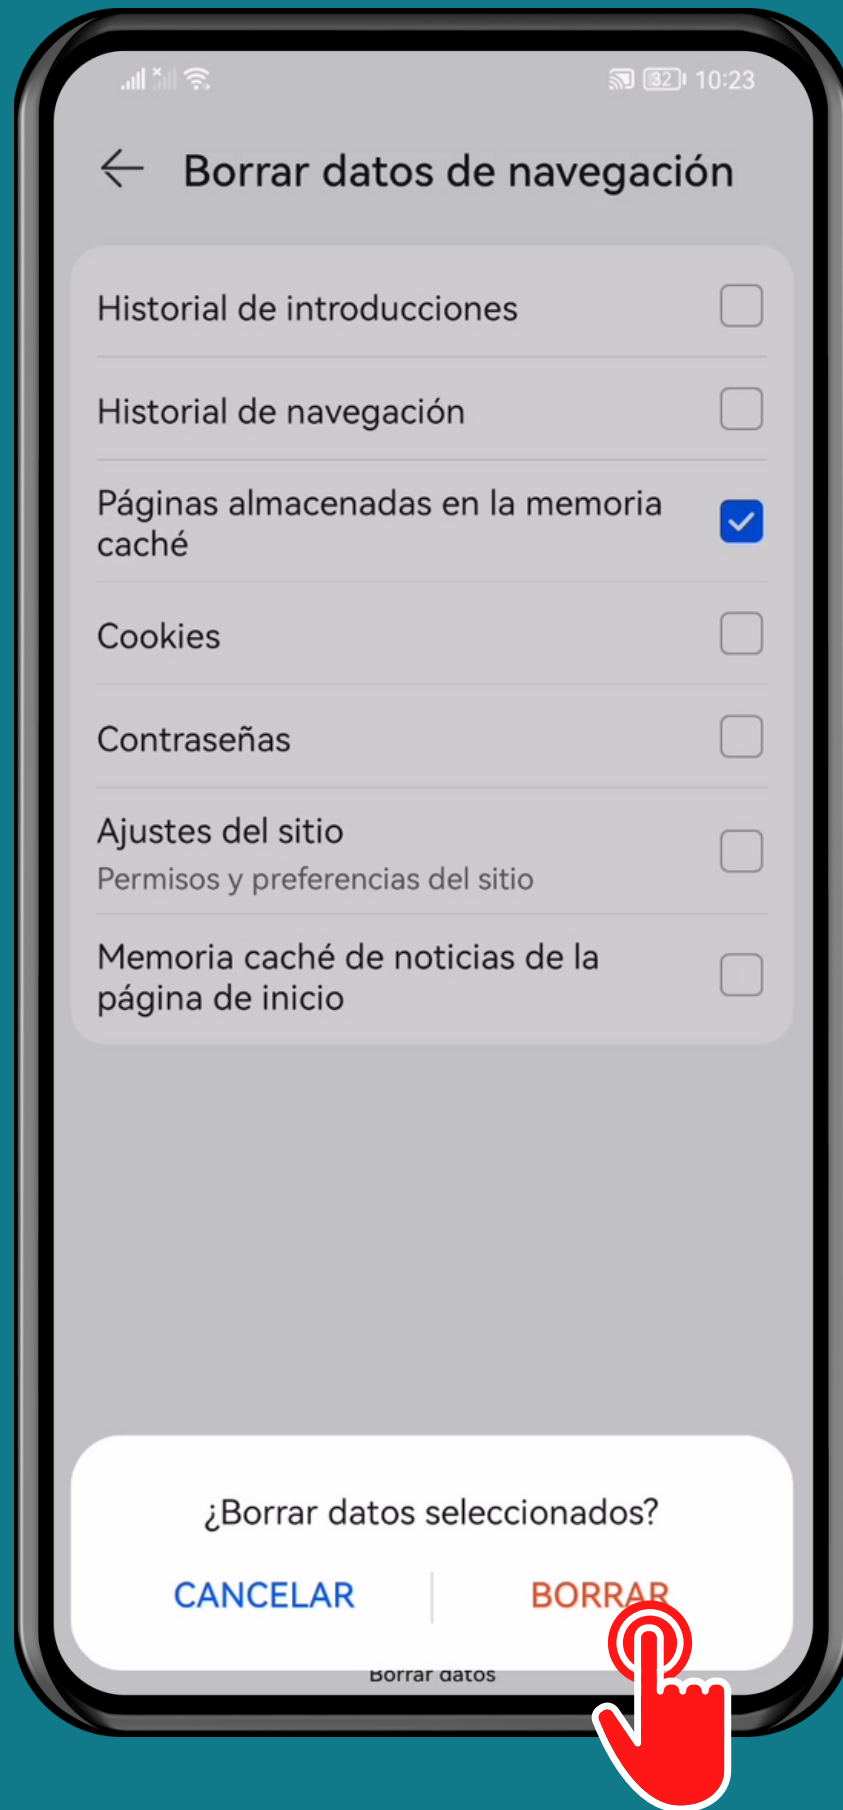 32 10:23
Borrar datos de navegación
Historial de introducciones
Historial de navegación
Páginas almacenadas en la memoria
caché
Cookies
Contraseñas
Ajustes del sitio
Permisos y preferencias del sitio
Memoria caché de noticias de la
página de inicio
¿Borrar datos seleccionados?
CANCELAR BORRAR
Borrar datos